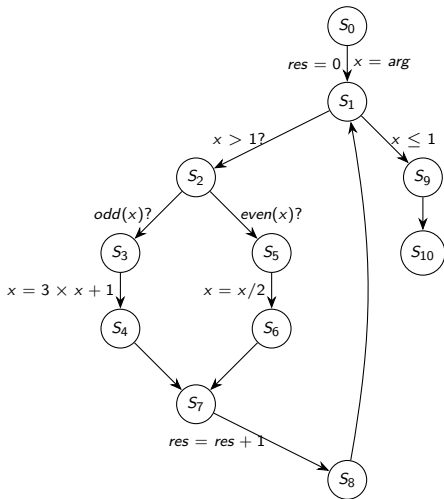 S₀
res = 0 x = arg
S₁
x > 1? x ≤ 1
S₂ S₉
odd(x)? even(x)?
S₃ S₅ S₁₀
x = 3 × x + 1 x = x/2
S₄ S₆
S₇
res = res + 1
S₈